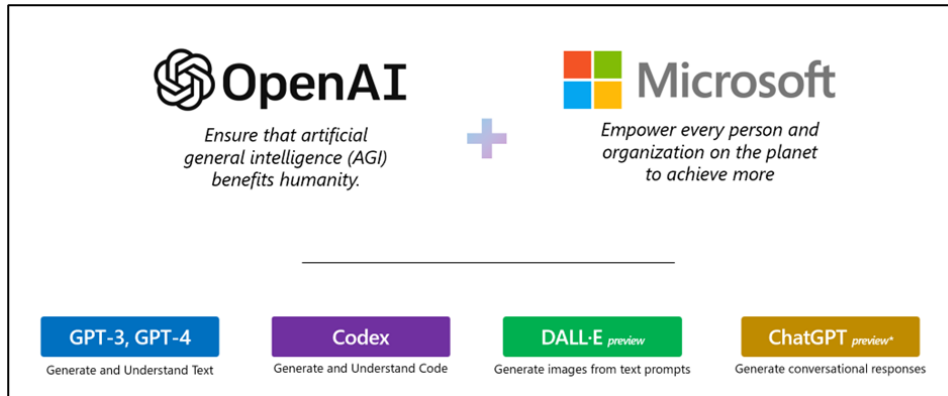 OpenAI
Ensure that artificial
general intelligence (AGI)
benefits humanity.
Microsoft
Empower every person and
organization on the planet
to achieve more
GPT-3, GPT-4
Generate and Understand Text
Codex
Generate and Understand Code
DALL·E preview
Generate images from text prompts
ChatGPT preview*
Generate conversational responses